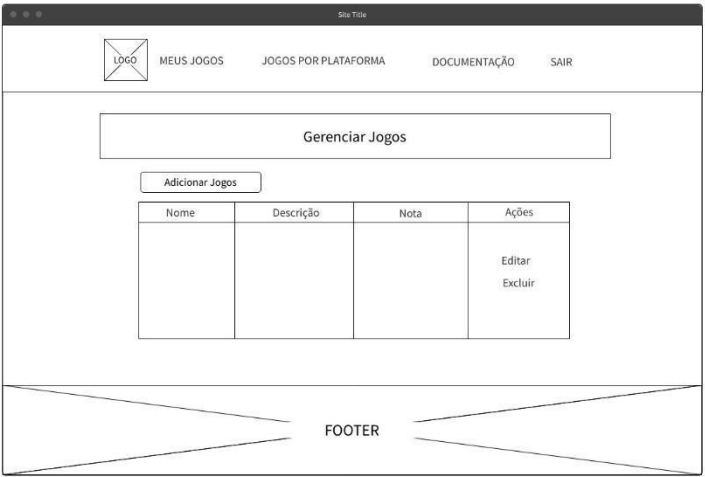 Site Title
LOGO MEUS JOGOS JOGOS POR PLATAFORMA DOCUMENTAÇÃO SAIR
Gerenciar Jogos
Adicionar Jogos
Nome Descrição Nota Ações
Editar
Excluir
FOOTER